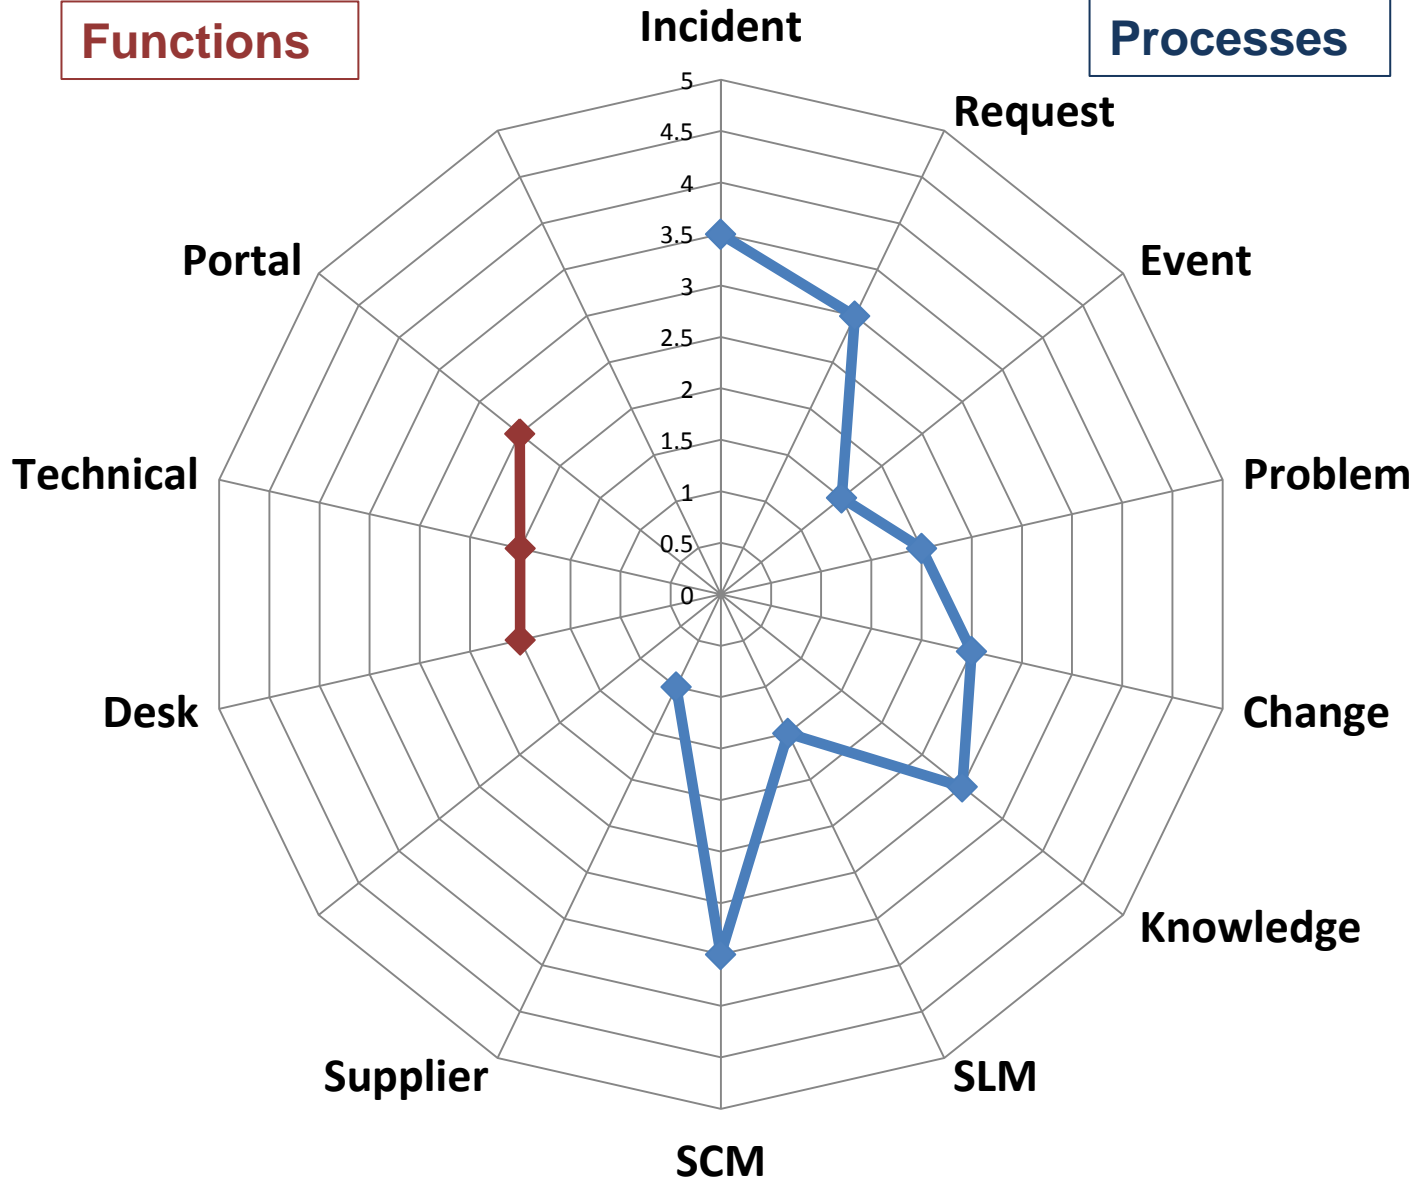 Functions
Incident
Processes
Request
Event
Problem
Change
Knowledge
SLM
SCM
Supplier
Desk
Technical
Portal
5
4.5
4
3.5
3
2.5
2
1.5
1
0.5
0